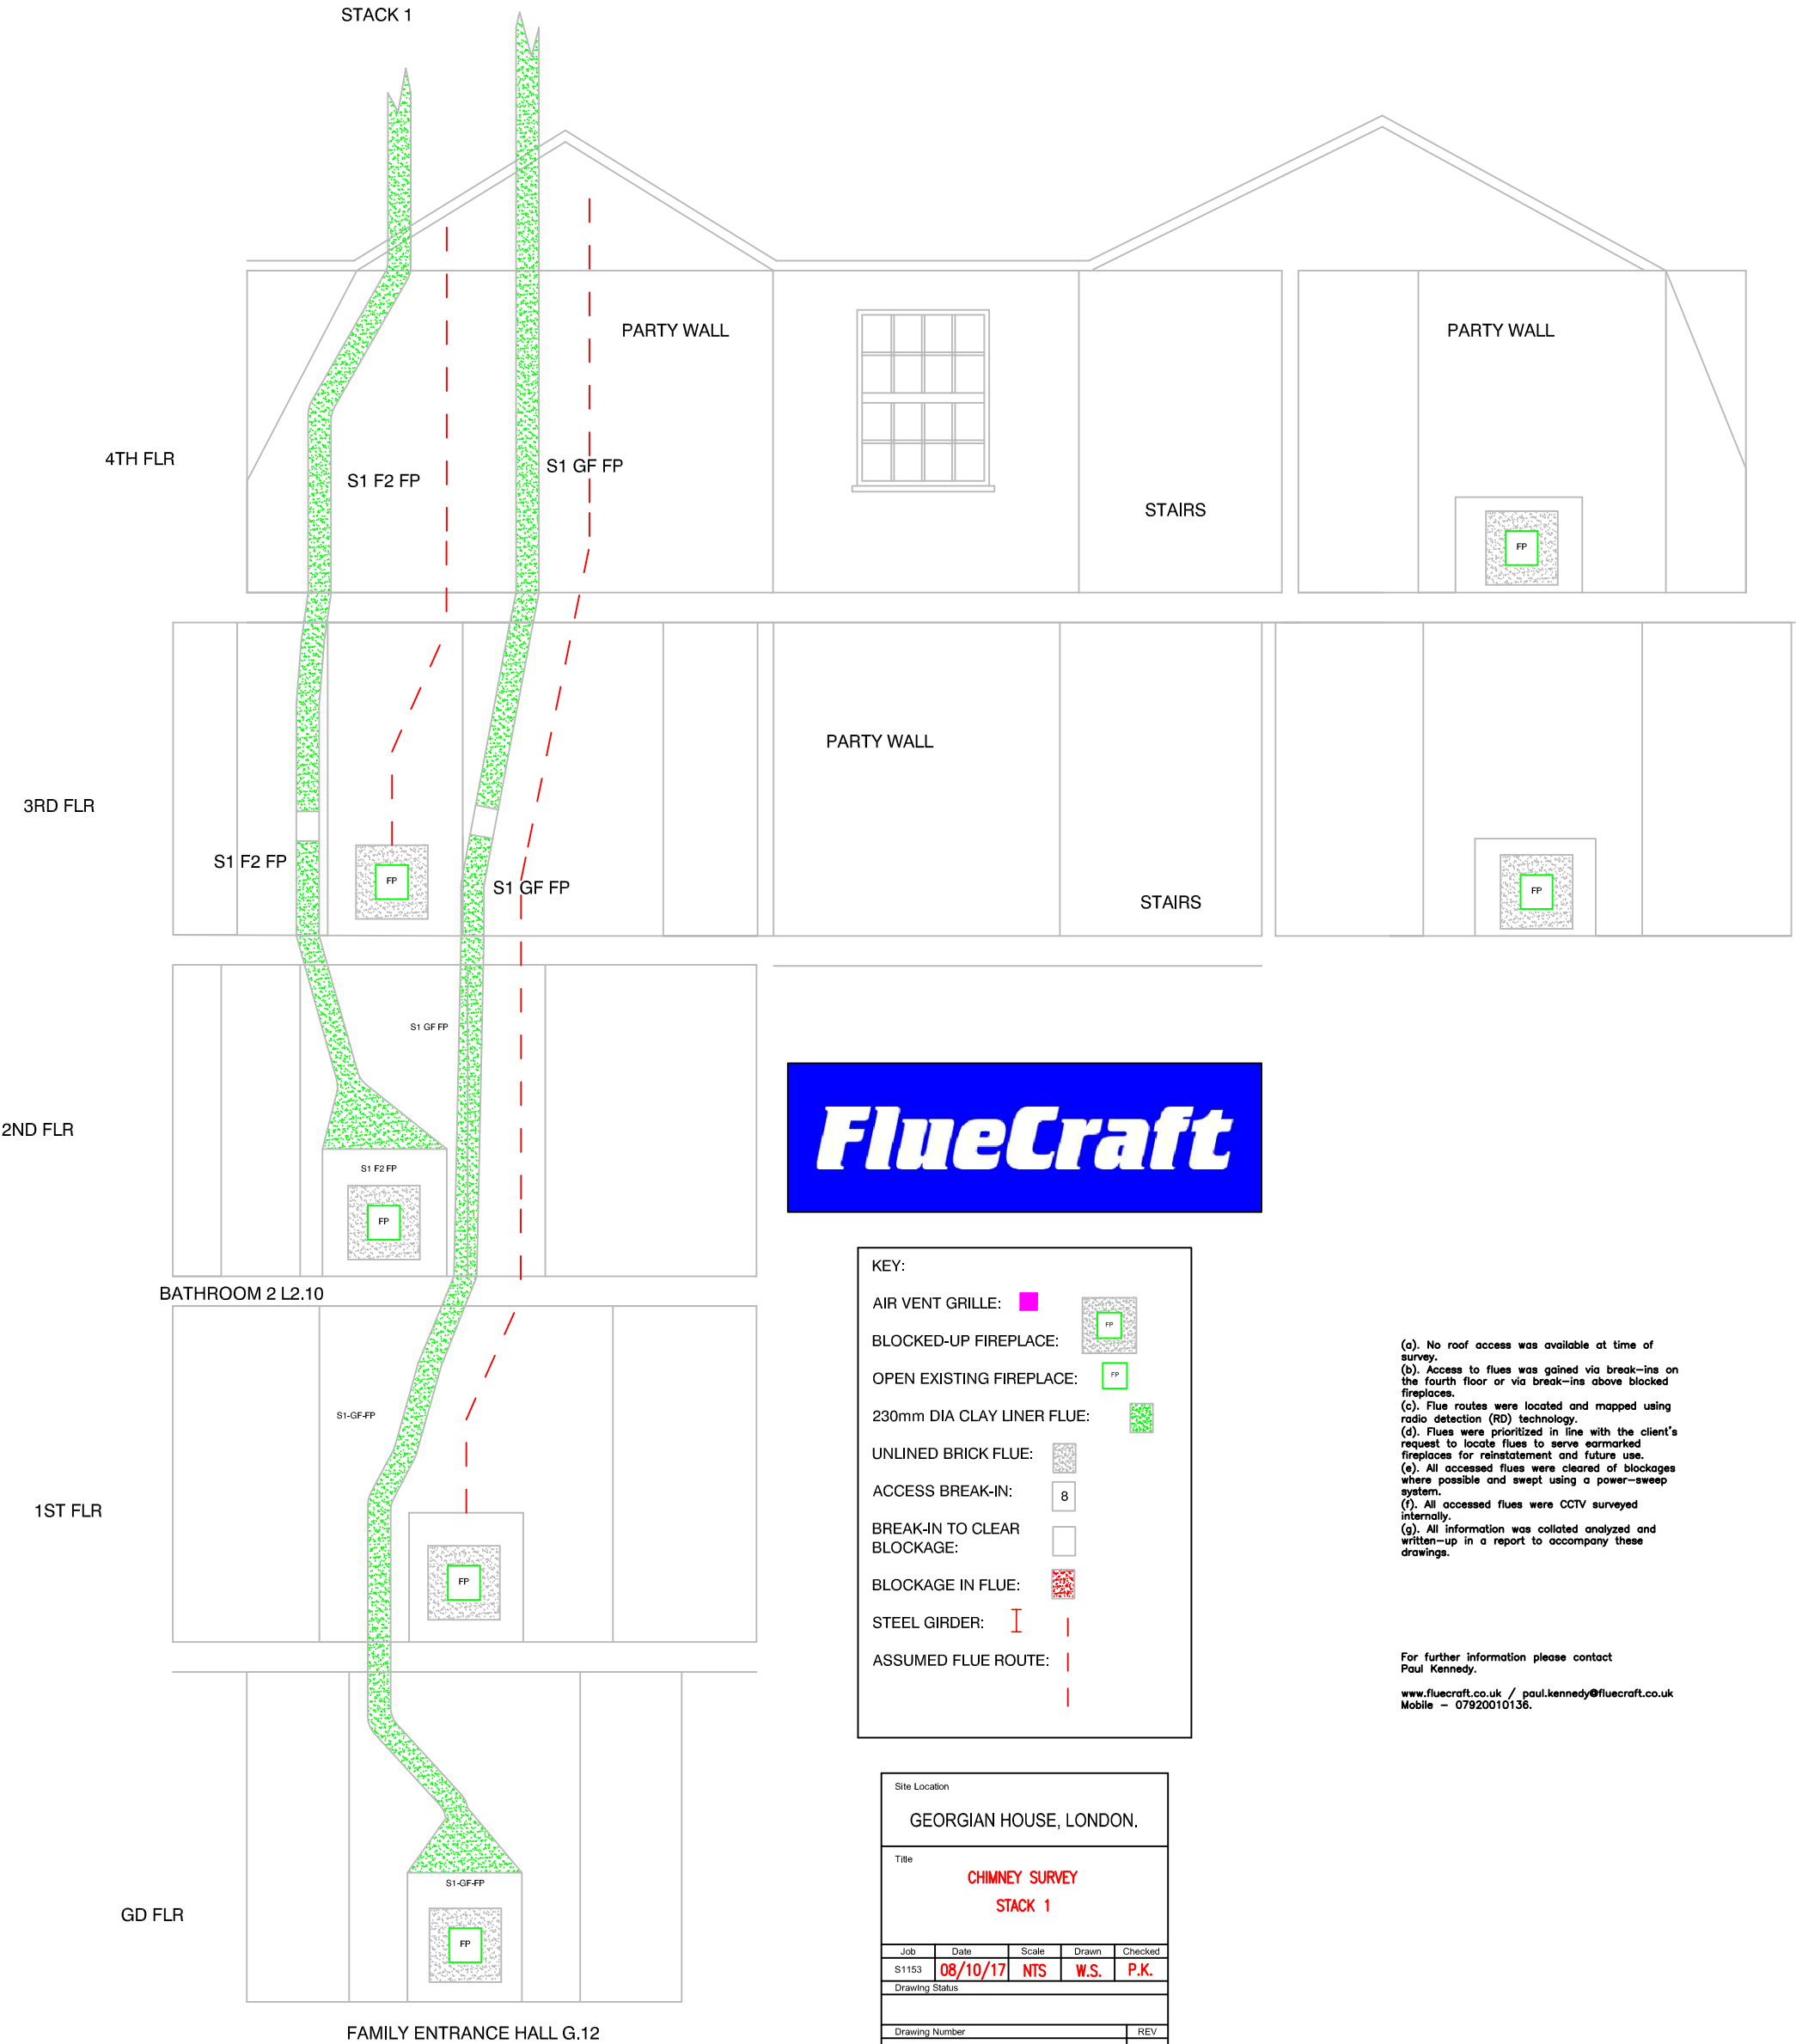 STACK 1
PARTY WALL
PARTY WALL
4TH FLR
S1 F2 FP
S1 GF FP
STAIRS
FP
PARTY WALL
3RD FLR
S1 F2 FP
FP
S1 GF FP
STAIRS
FP
S1 GF FP
2ND FLR
S1 F2 FP
FP
BATHROOM 2 L2.10
FlueCraft
KEY:
AIR VENT GRILLE:
BLOCKED-UP FIREPLACE:
FP
OPEN EXISTING FIREPLACE:
FP
230mm DIA CLAY LINER FLUE:
UNLINED BRICK FLUE:
ACCESS BREAK-IN:
8
BREAK-IN TO CLEAR
BLOCKAGE:
BLOCKAGE IN FLUE:
STEEL GIRDER:
ASSUMED FLUE ROUTE:
(a). No roof access was available at time of
survey.
(b). Access to flues was gained via break-ins on
the fourth floor or via break-ins above blocked
fireplaces.
(c). Flue routes were located and mapped using
radio detection (RD) technology.
(d). Flues were prioritized in line with the client's
request to locate flues to serve earmarked
fireplaces for reinstatement and future use.
(e). All accessed flues were cleared of blockages
where possible and swept using a power-sweep
system.
(f). All accessed flues were CCTV surveyed
internally.
(g). All information was collated analyzed and
written-up in a report to accompany these
drawings.
For further information please contact
Paul Kennedy.
www.fluecraft.co.uk / paul.kennedy@fluecraft.co.uk
Mobile - 07920010136.
S1-GF-FP
1ST FLR
FP
S1-GF-FP
GD FLR
FP
FAMILY ENTRANCE HALL G.12
Site Location
GEORGIAN HOUSE, LONDON.
Title
CHIMNEY SURVEY
STACK 1
Job Date Scale Drawn Checked
S1153 08/10/17 NTS W.S. P.K.
Drawing Status
Drawing Number REV